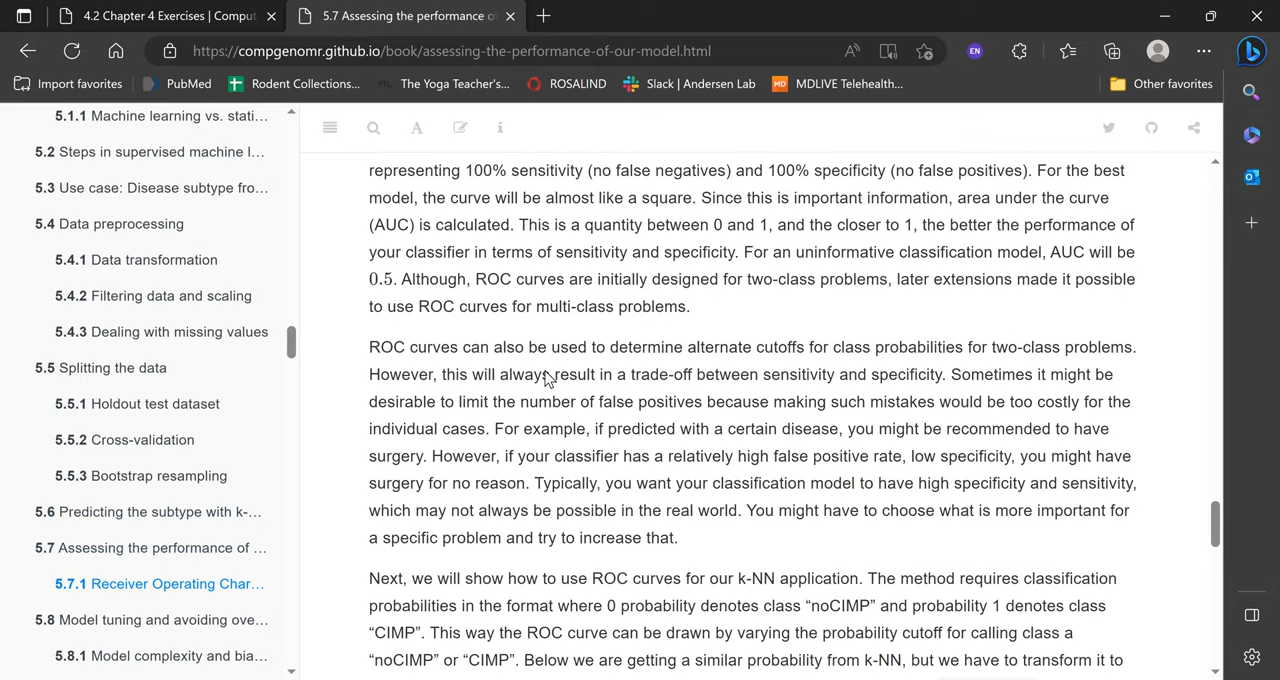 4.2 Chapter 4 Exercises | Comput
5.7 Assessing the performance o
https://compgenomr.github.io/book/assessing-the-performance-of-our-model.html
EN
Import favorites
PubMed
Rodent Collections...
YTL The Yoga Teacher's...
ROSALIND
Slack | Andersen Lab
MD MDLIVE Telehealth...
Other favorites
5.1.1 Machine learning vs. stati...
5.2 Steps in supervised machine l...
5.3 Use case: Disease subtype fro...
5.4 Data preprocessing
5.4.1 Data transformation
5.4.2 Filtering data and scaling
5.4.3 Dealing with missing values
5.5 Splitting the data
5.5.1 Holdout test dataset
5.5.2 Cross-validation
5.5.3 Bootstrap resampling
5.6 Predicting the subtype with k-...
5.7 Assessing the performance of ...
5.7.1 Receiver Operating Char...
5.8 Model tuning and avoiding ove...
5.8.1 Model complexity and bia...
representing 100% sensitivity (no false negatives) and 100% specificity (no false positives). For the best
model, the curve will be almost like a square. Since this is important information, area under the curve
(AUC) is calculated. This is a quantity between 0 and 1, and the closer to 1, the better the performance of
your classifier in terms of sensitivity and specificity. For an uninformative classification model, AUC will be
0.5. Although, ROC curves are initially designed for two-class problems, later extensions made it possible
to use ROC curves for multi-class problems.
ROC curves can also be used to determine alternate cutoffs for class probabilities for two-class problems.
However, this will always result in a trade-off between sensitivity and specificity. Sometimes it might be
desirable to limit the number of false positives because making such mistakes would be too costly for the
individual cases. For example, if predicted with a certain disease, you might be recommended to have
surgery. However, if your classifier has a relatively high false positive rate, low specificity, you might have
surgery for no reason. Typically, you want your classification model to have high specificity and sensitivity,
which may not always be possible in the real world. You might have to choose what is more important for
a specific problem and try to increase that.
Next, we will show how to use ROC curves for our k-NN application. The method requires classification
probabilities in the format where 0 probability denotes class “noCIMP” and probability 1 denotes class
“CIMP”. This way the ROC curve can be drawn by varying the probability cutoff for calling class a
“noCIMP” or “CIMP”. Below we are getting a similar probability from k-NN, but we have to transform it to